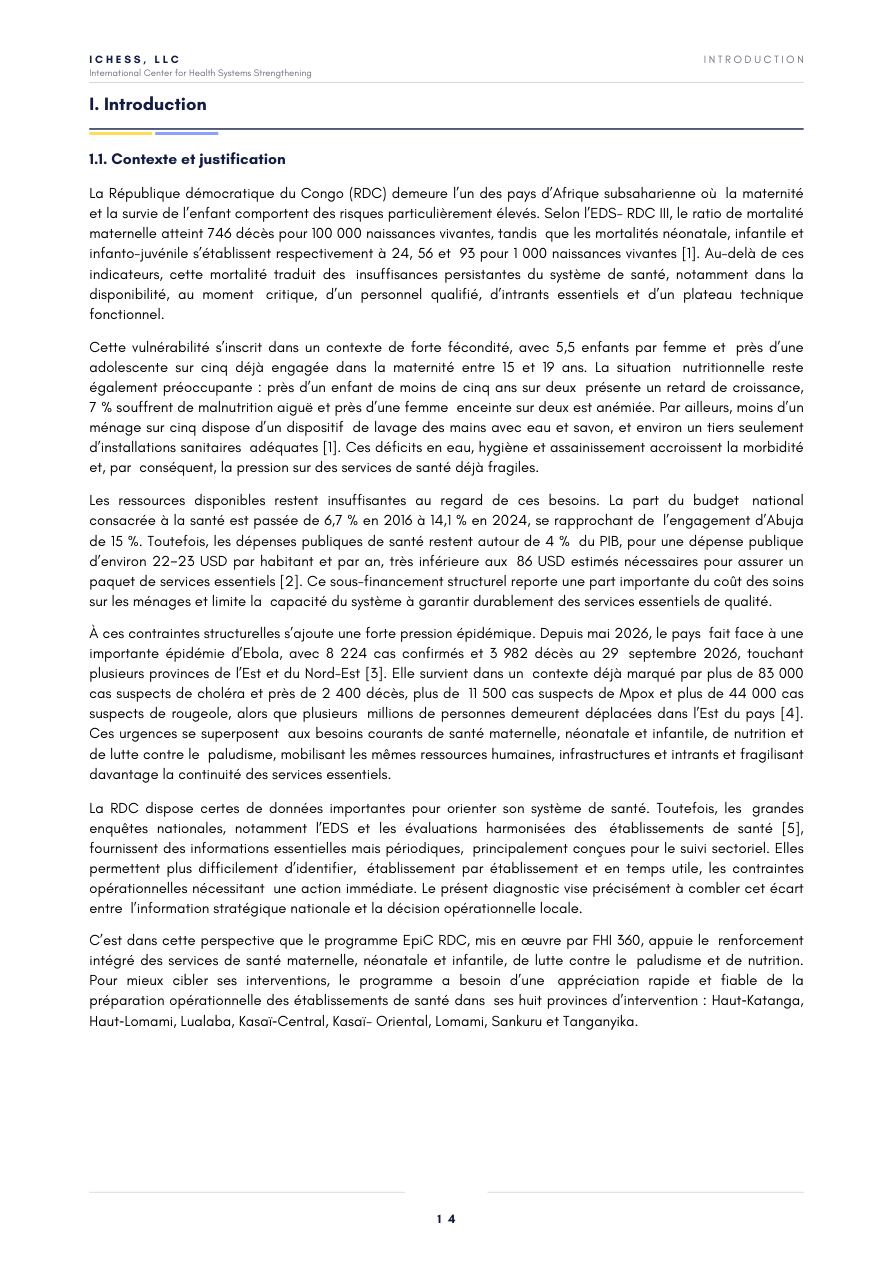 ICHESS, LLC
INTRODUCTION
International Center for Health Systems Strengthening
I. Introduction
1.1. Contexte et justification
La République démocratique du Congo (RDC) demeure l’un des pays d’Afrique subsaharienne où la maternité
et la survie de l’enfant comportent des risques particulièrement élevés. Selon l’EDS- RDC III, le ratio de mortalité
maternelle atteint 746 décès pour 100 000 naissances vivantes, tandis que les mortalités néonatale, infantile et
infanto-juvénile s’établissent respectivement à 24, 56 et 93 pour 1 000 naissances vivantes [1]. Au-delà de ces
indicateurs, cette mortalité traduit des insuffisances persistantes du système de santé, notamment dans la
disponibilité, au moment critique, d’un personnel qualifié, d’intrants essentiels et d’un plateau technique
fonctionnel.
Cette vulnérabilité s’inscrit dans un contexte de forte fécondité, avec 5,5 enfants par femme et près d’une
adolescente sur cinq déjà engagée dans la maternité entre 15 et 19 ans. La situation nutritionnelle reste
également préoccupante : près d’un enfant de moins de cinq ans sur deux présente un retard de croissance,
7 % souffrent de malnutrition aiguë et près d’une femme enceinte sur deux est anémiée. Par ailleurs, moins d’un
ménage sur cinq dispose d’un dispositif de lavage des mains avec eau et savon, et environ un tiers seulement
d’installations sanitaires adéquates [1]. Ces déficits en eau, hygiène et assainissement accroissent la morbidité
et, par conséquent, la pression sur des services de santé déjà fragiles.
Les ressources disponibles restent insuffisantes au regard de ces besoins. La part du budget national
consacrée à la santé est passée de 6,7 % en 2016 à 14,1 % en 2024, se rapprochant de l’engagement d’Abuja
de 15 %. Toutefois, les dépenses publiques de santé restent autour de 4 % du PIB, pour une dépense publique
d’environ 22–23 USD par habitant et par an, très inférieure aux 86 USD estimés nécessaires pour assurer un
paquet de services essentiels [2]. Ce sous-financement structurel reporte une part importante du coût des soins
sur les ménages et limite la capacité du système à garantir durablement des services essentiels de qualité.
À ces contraintes structurelles s’ajoute une forte pression épidémique. Depuis mai 2026, le pays fait face à une
importante épidémie d’Ebola, avec 8 224 cas confirmés et 3 982 décès au 29 septembre 2026, touchant
plusieurs provinces de l’Est et du Nord-Est [3]. Elle survient dans un contexte déjà marqué par plus de 83 000
cas suspects de choléra et près de 2 400 décès, plus de 11 500 cas suspects de Mpox et plus de 44 000 cas
suspects de rougeole, alors que plusieurs millions de personnes demeurent déplacées dans l’Est du pays [4].
Ces urgences se superposent aux besoins courants de santé maternelle, néonatale et infantile, de nutrition et
de lutte contre le paludisme, mobilisant les mêmes ressources humaines, infrastructures et intrants et fragilisant
davantage la continuité des services essentiels.
La RDC dispose certes de données importantes pour orienter son système de santé. Toutefois, les grandes
enquêtes nationales, notamment l’EDS et les évaluations harmonisées des établissements de santé [5],
fournissent des informations essentielles mais périodiques, principalement conçues pour le suivi sectoriel. Elles
permettent plus difficilement d’identifier, établissement par établissement et en temps utile, les contraintes
opérationnelles nécessitant une action immédiate. Le présent diagnostic vise précisément à combler cet écart
entre l’information stratégique nationale et la décision opérationnelle locale.
C’est dans cette perspective que le programme EpiC RDC, mis en œuvre par FHI 360, appuie le renforcement
intégré des services de santé maternelle, néonatale et infantile, de lutte contre le paludisme et de nutrition.
Pour mieux cibler ses interventions, le programme a besoin d’une appréciation rapide et fiable de la
préparation opérationnelle des établissements de santé dans ses huit provinces d’intervention : Haut-Katanga,
Haut-Lomami, Lualaba, Kasaï-Central, Kasaï- Oriental, Lomami, Sankuru et Tanganyika.
14